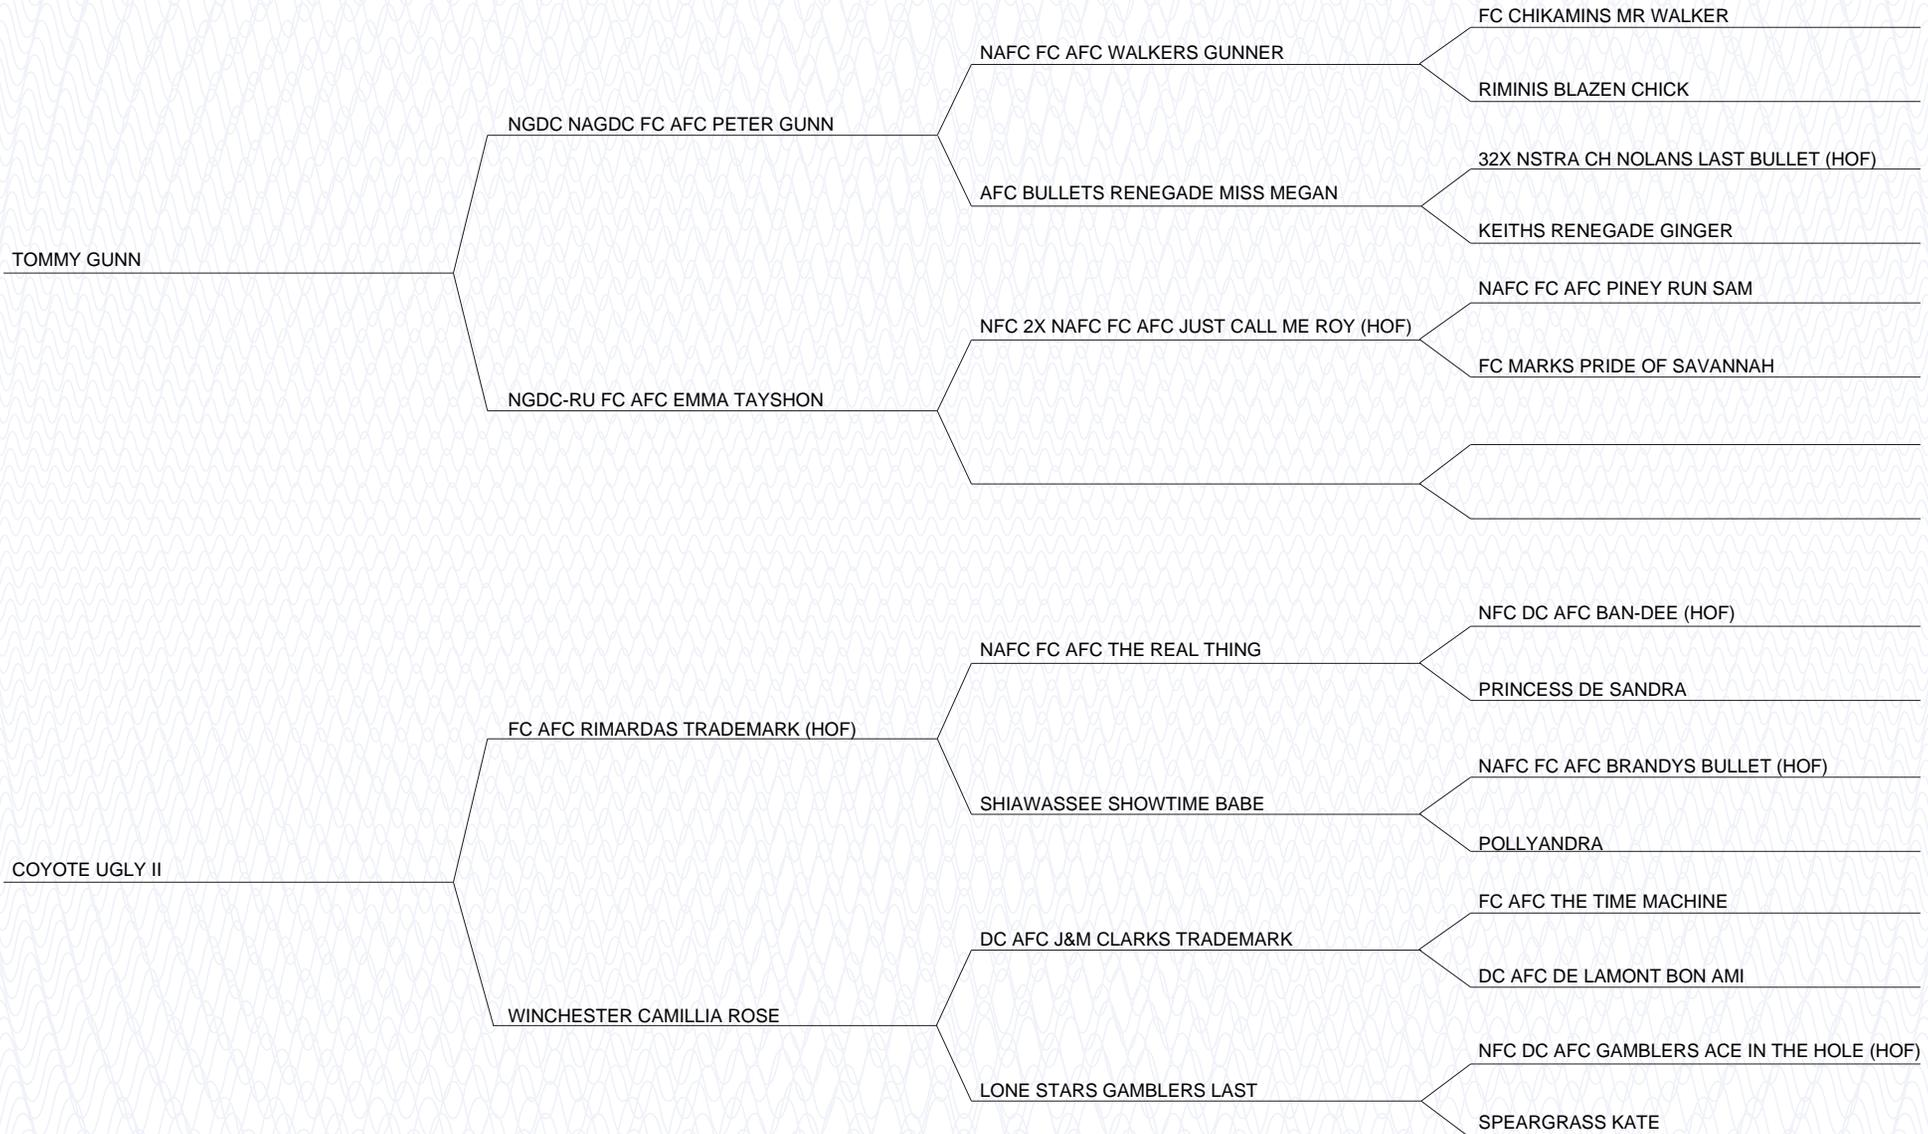 FC CHIKAMINS MR WALKER
NAFC FC AFC WALKERS GUNNER
RIMINIS BLAZEN CHICK
NGDC NAGDC FC AFC PETER GUNN
32X NSTRA CH NOLANS LAST BULLET (HOF)
AFC BULLETS RENEGADE MISS MEGAN
KEITHS RENEGADE GINGER
TOMMY GUNN
NAFC FC AFC PINEY RUN SAM
NFC 2X NAFC FC AFC JUST CALL ME ROY (HOF)
FC MARKS PRIDE OF SAVANNAH
NGDC-RU FC AFC EMMA TAYSHON
NFC DC AFC BAN-DEE (HOF)
NAFC FC AFC THE REAL THING
PRINCESS DE SANDRA
FC AFC RIMARDAS TRADEMARK (HOF)
NAFC FC AFC BRANDYS BULLET (HOF)
SHIAWASSEE SHOWTIME BABE
POLLYANDRA
COYOTE UGLY II
FC AFC THE TIME MACHINE
DC AFC J&M CLARKS TRADEMARK
DC AFC DE LAMONT BON AMI
WINCHESTER CAMILLIA ROSE
NFC DC AFC GAMBLERS ACE IN THE HOLE (HOF)
LONE STARS GAMBLERS LAST
SPEARGRASS KATE